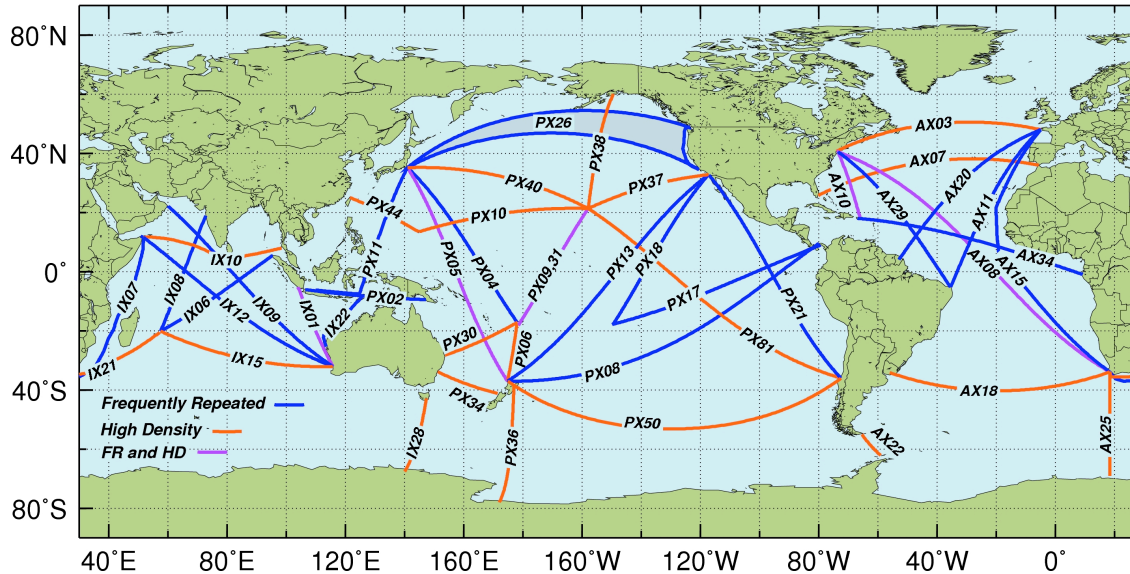 80°N
40°N
0°
40°S
80°S
PX26
PX38
AX03
AX07
PX40
PX37
AX20
AX10
PX44
PX10
AX29
AX11
PX11
PX05
PX04
PX09,31
PX13
PX18
IX10
IX07
IX08
IX06
IX12
IX09
IX01
IX22
PX02
PX17
AX08
AX15
AX34
PX30
PX06
PX21
PX81
IX15
IX21
PX08
PX34
PX50
AX18
IX28
PX36
AX22
AX25
Frequently Repeated
High Density
FR and HD
40°E
80°E
120°E
160°E
160°W
120°W
80°W
40°W
0°